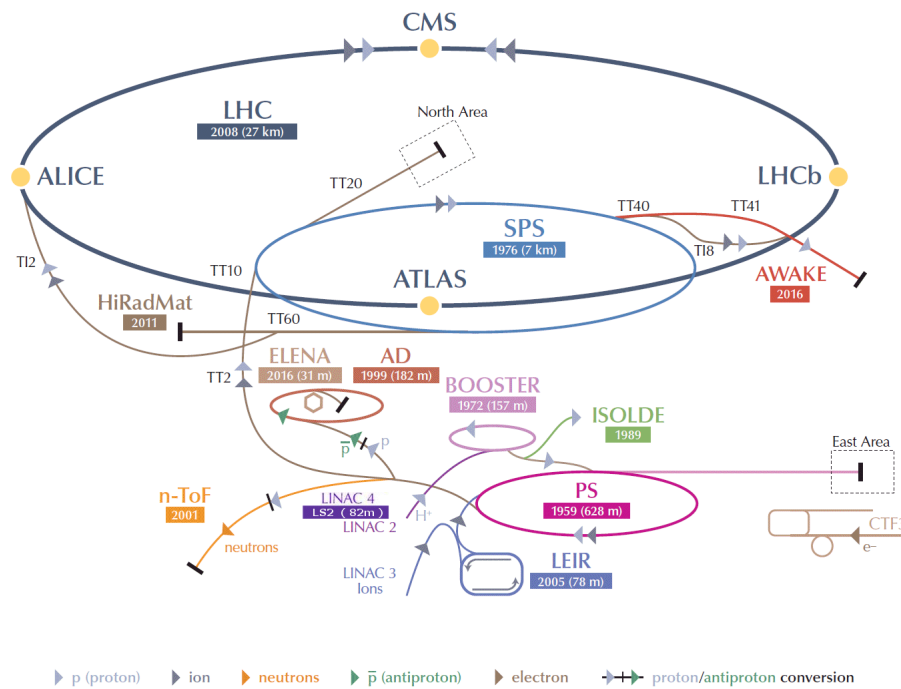 CMS
LHC
2008 (27 km)
North Area
ALICE
LHCb
TT20
TT40
TT41
SPS
1976 (7 km)
TI2
TT10
TI8
ATLAS
AWAKE
2016
HiRadMat
2011
TT60
ELENA
2016 (31 m)
AD
1999 (182 m)
TT2
BOOSTER
1972 (157 m)
ISOLDE
1989
p
p̅
East Area
n-ToF
2001
LINAC 4
LS2 ( 82m )
LINAC 2
H⁺
PS
1959 (628 m)
neutrons
CTF3
e–
LINAC 3
Ions
LEIR
2005 (78 m)
p (proton)
ion
neutrons
p̅ (antiproton)
electron
proton/antiproton conversion